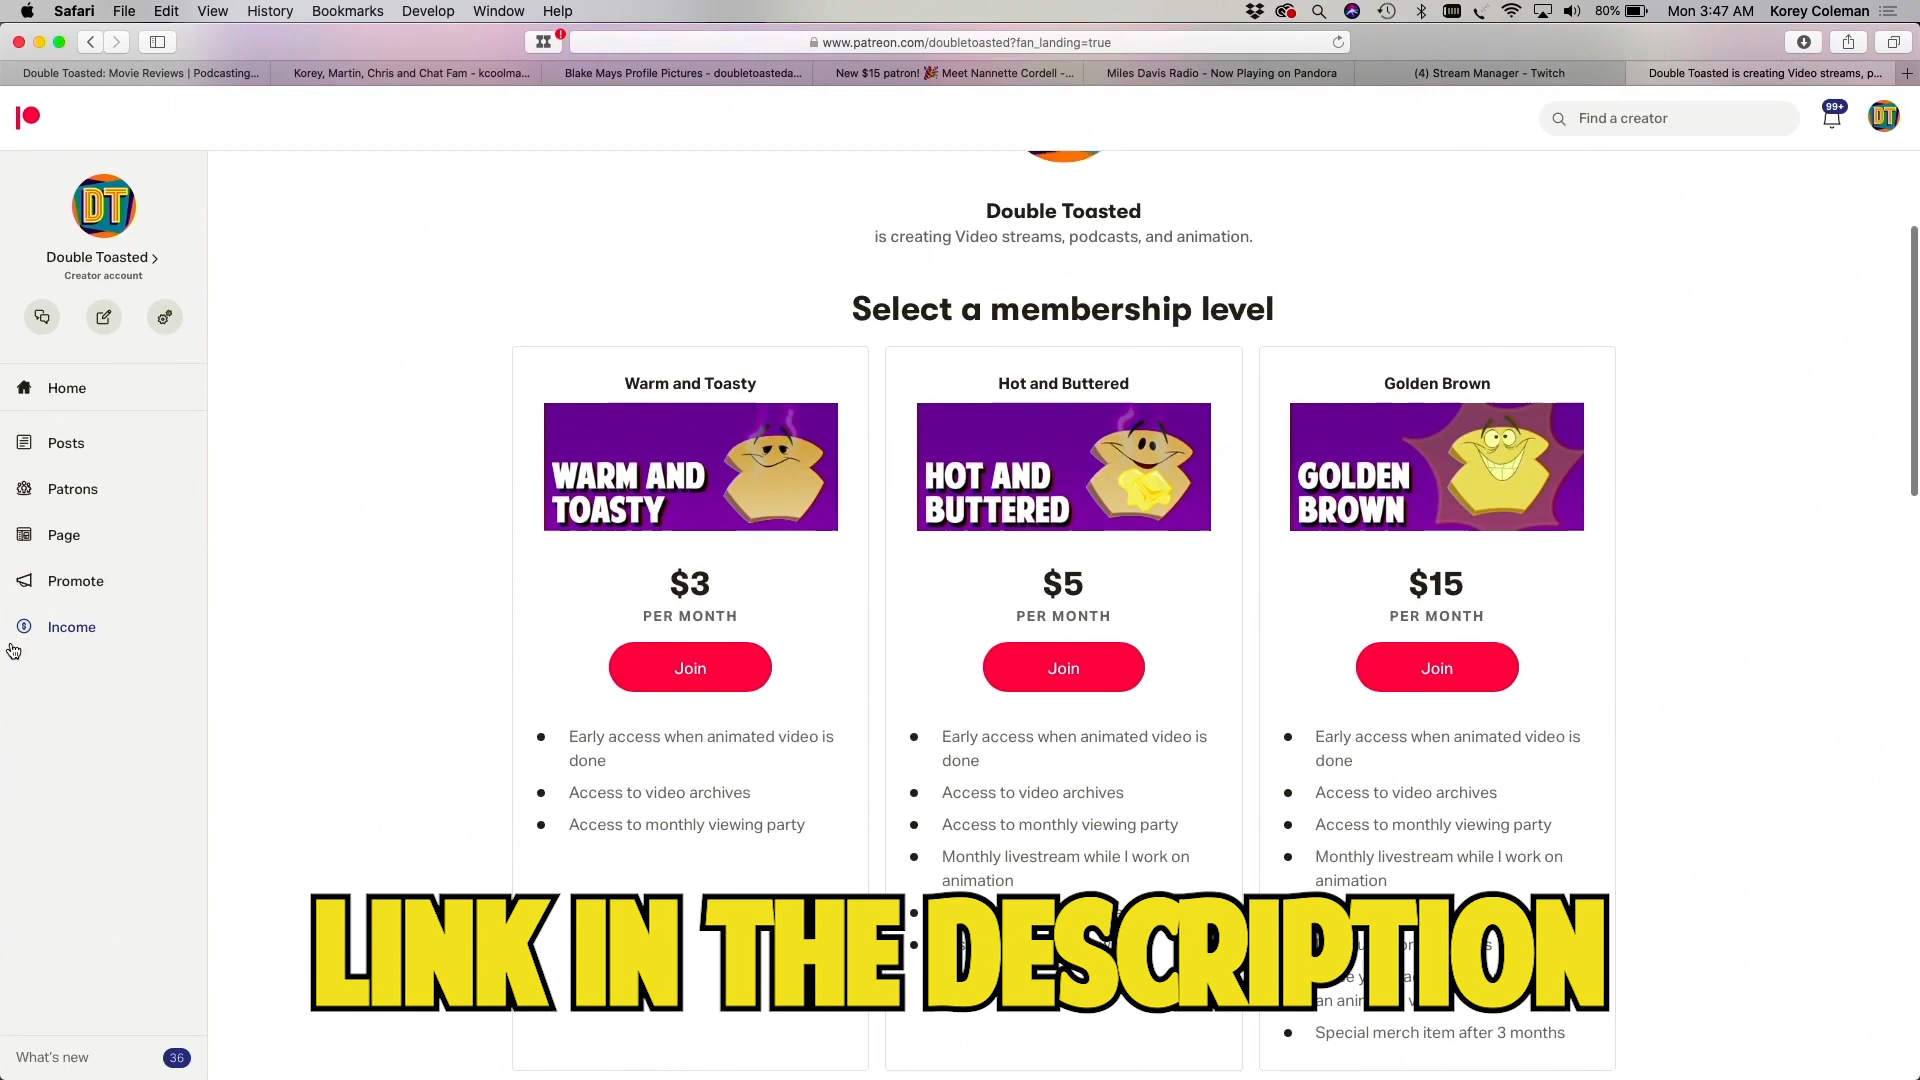 Safari File Edit View History Bookmarks Develop Window Help 80% Mon 3:47 AM Korey Coleman
www.patreon.com/doubletoasted?fan_landing=true
Double Toasted: Movie Reviews | Podcasting... Korey, Martin, Chris and Chat Fam - kcoolma... Blake Mays Profile Pictures - doubletoasteda... New $15 patron! 🎉 Meet Nannette Cordell -... Miles Davis Radio - Now Playing on Pandora (4) Stream Manager - Twitch Double Toasted is creating Video streams, p...
Find a creator
99+
DT
DT
Double Toasted
Creator account
Home
Posts
Patrons
Page
Promote
Income
What's new 36
Double Toasted
is creating Video streams, podcasts, and animation.
Select a membership level
Warm and Toasty
WARM AND
TOASTY
$3
PER MONTH
Join
Early access when animated video is
done
Access to video archives
Access to monthly viewing party
Hot and Buttered
HOT AND
BUTTERED
$5
PER MONTH
Join
Early access when animated video is
done
Access to video archives
Access to monthly viewing party
Monthly livestream while I work on
animation
Golden Brown
GOLDEN
BROWN
$15
PER MONTH
Join
Early access when animated video is
done
Access to video archives
Access to monthly viewing party
Monthly livestream while I work on
animation
Special merch item after 3 months
LINK IN THE DESCRIPTION